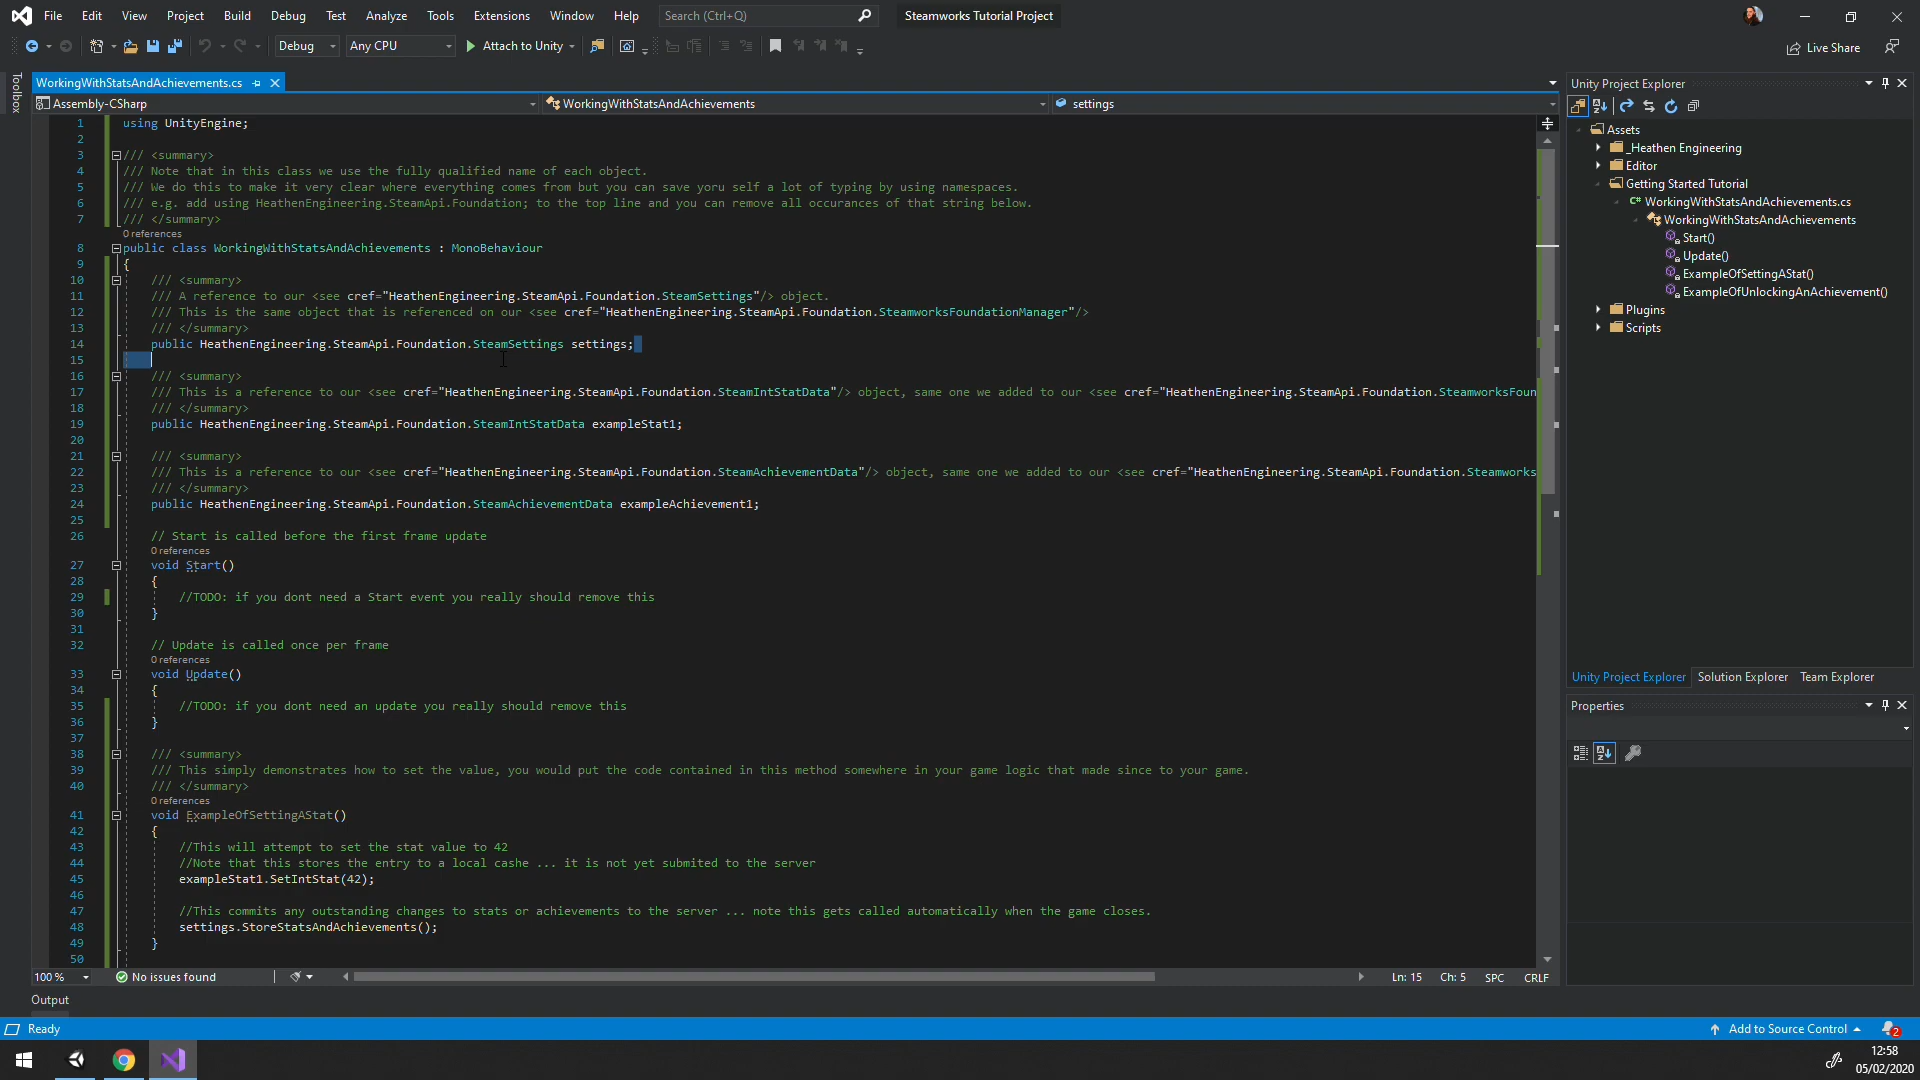 File Edit View Project Build Debug Test Analyze Tools Extensions Window Help Search (Ctrl+Q) Steamworks Tutorial Project
Debug Any CPU Attach to Unity Live Share
Toolbox
WorkingWithStatsAndAchievements.cs
Assembly-CSharp WorkingWithStatsAndAchievements settings
1 using UnityEngine;
2
3 /// <summary>
4 /// Note that in this class we use the fully qualified name of each object.
5 /// We do this to make it very clear where everything comes from but you can save yoru self a lot of typing by using namespaces.
6 /// e.g. add using HeathenEngineering.SteamApi.Foundation; to the top line and you can remove all occurances of that string below.
7 /// </summary>
0 references
8 public class WorkingWithStatsAndAchievements : MonoBehaviour
9 {
10 /// <summary>
11 /// A reference to our <see cref="HeathenEngineering.SteamApi.Foundation.SteamSettings"/> object.
12 /// This is the same object that is referenced on our <see cref="HeathenEngineering.SteamApi.Foundation.SteamworksFoundationManager"/>
13 /// </summary>
14 public HeathenEngineering.SteamApi.Foundation.SteamSettings settings;
15
16 /// <summary>
17 /// This is a reference to our <see cref="HeathenEngineering.SteamApi.Foundation.SteamIntStatData"/> object, same one we added to our <see cref="HeathenEngineering.SteamApi.Foundation.SteamworksFoun
18 /// </summary>
19 public HeathenEngineering.SteamApi.Foundation.SteamIntStatData exampleStat1;
20
21 /// <summary>
22 /// This is a reference to our <see cref="HeathenEngineering.SteamApi.Foundation.SteamAchievementData"/> object, same one we added to our <see cref="HeathenEngineering.SteamApi.Foundation.Steamworks
23 /// </summary>
24 public HeathenEngineering.SteamApi.Foundation.SteamAchievementData exampleAchievement1;
25
26 // Start is called before the first frame update
0 references
27 void Start()
28 {
29 //TODO: if you dont need a Start event you really should remove this
30 }
31
32 // Update is called once per frame
0 references
33 void Update()
34 {
35 //TODO: if you dont need an update you really should remove this
36 }
37
38 /// <summary>
39 /// This simply demonstrates how to set the value, you would put the code contained in this method somewhere in your game logic that made since to your game.
40 /// </summary>
0 references
41 void ExampleOfSettingAStat()
42 {
43 //This will attempt to set the stat value to 42
44 //Note that this stores the entry to a local cashe ... it is not yet submited to the server
45 exampleStat1.SetIntStat(42);
46
47 //This commits any outstanding changes to stats or achievements to the server ... note this gets called automatically when the game closes.
48 settings.StoreStatsAndAchievements();
49 }
50
100 % No issues found Ln: 15 Ch: 5 SPC CRLF
Unity Project Explorer
Assets
_Heathen Engineering
Editor
Getting Started Tutorial
C# WorkingWithStatsAndAchievements.cs
WorkingWithStatsAndAchievements
Start()
Update()
ExampleOfSettingAStat()
ExampleOfUnlockingAnAchievement()
Plugins
Scripts
Unity Project Explorer Solution Explorer Team Explorer
Properties
Output
Ready Add to Source Control 2
12:58
05/02/2020